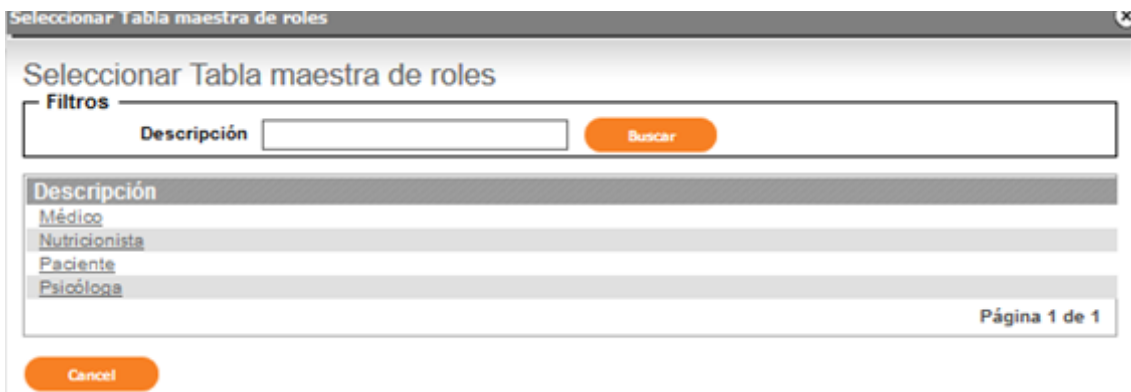 Seleccionar Tabla maestra de roles
Seleccionar Tabla maestra de roles
Filtros
Descripción Buscar
Descripción
Médico
Nutricionista
Paciente
Psicóloga
Página 1 de 1
Cancel